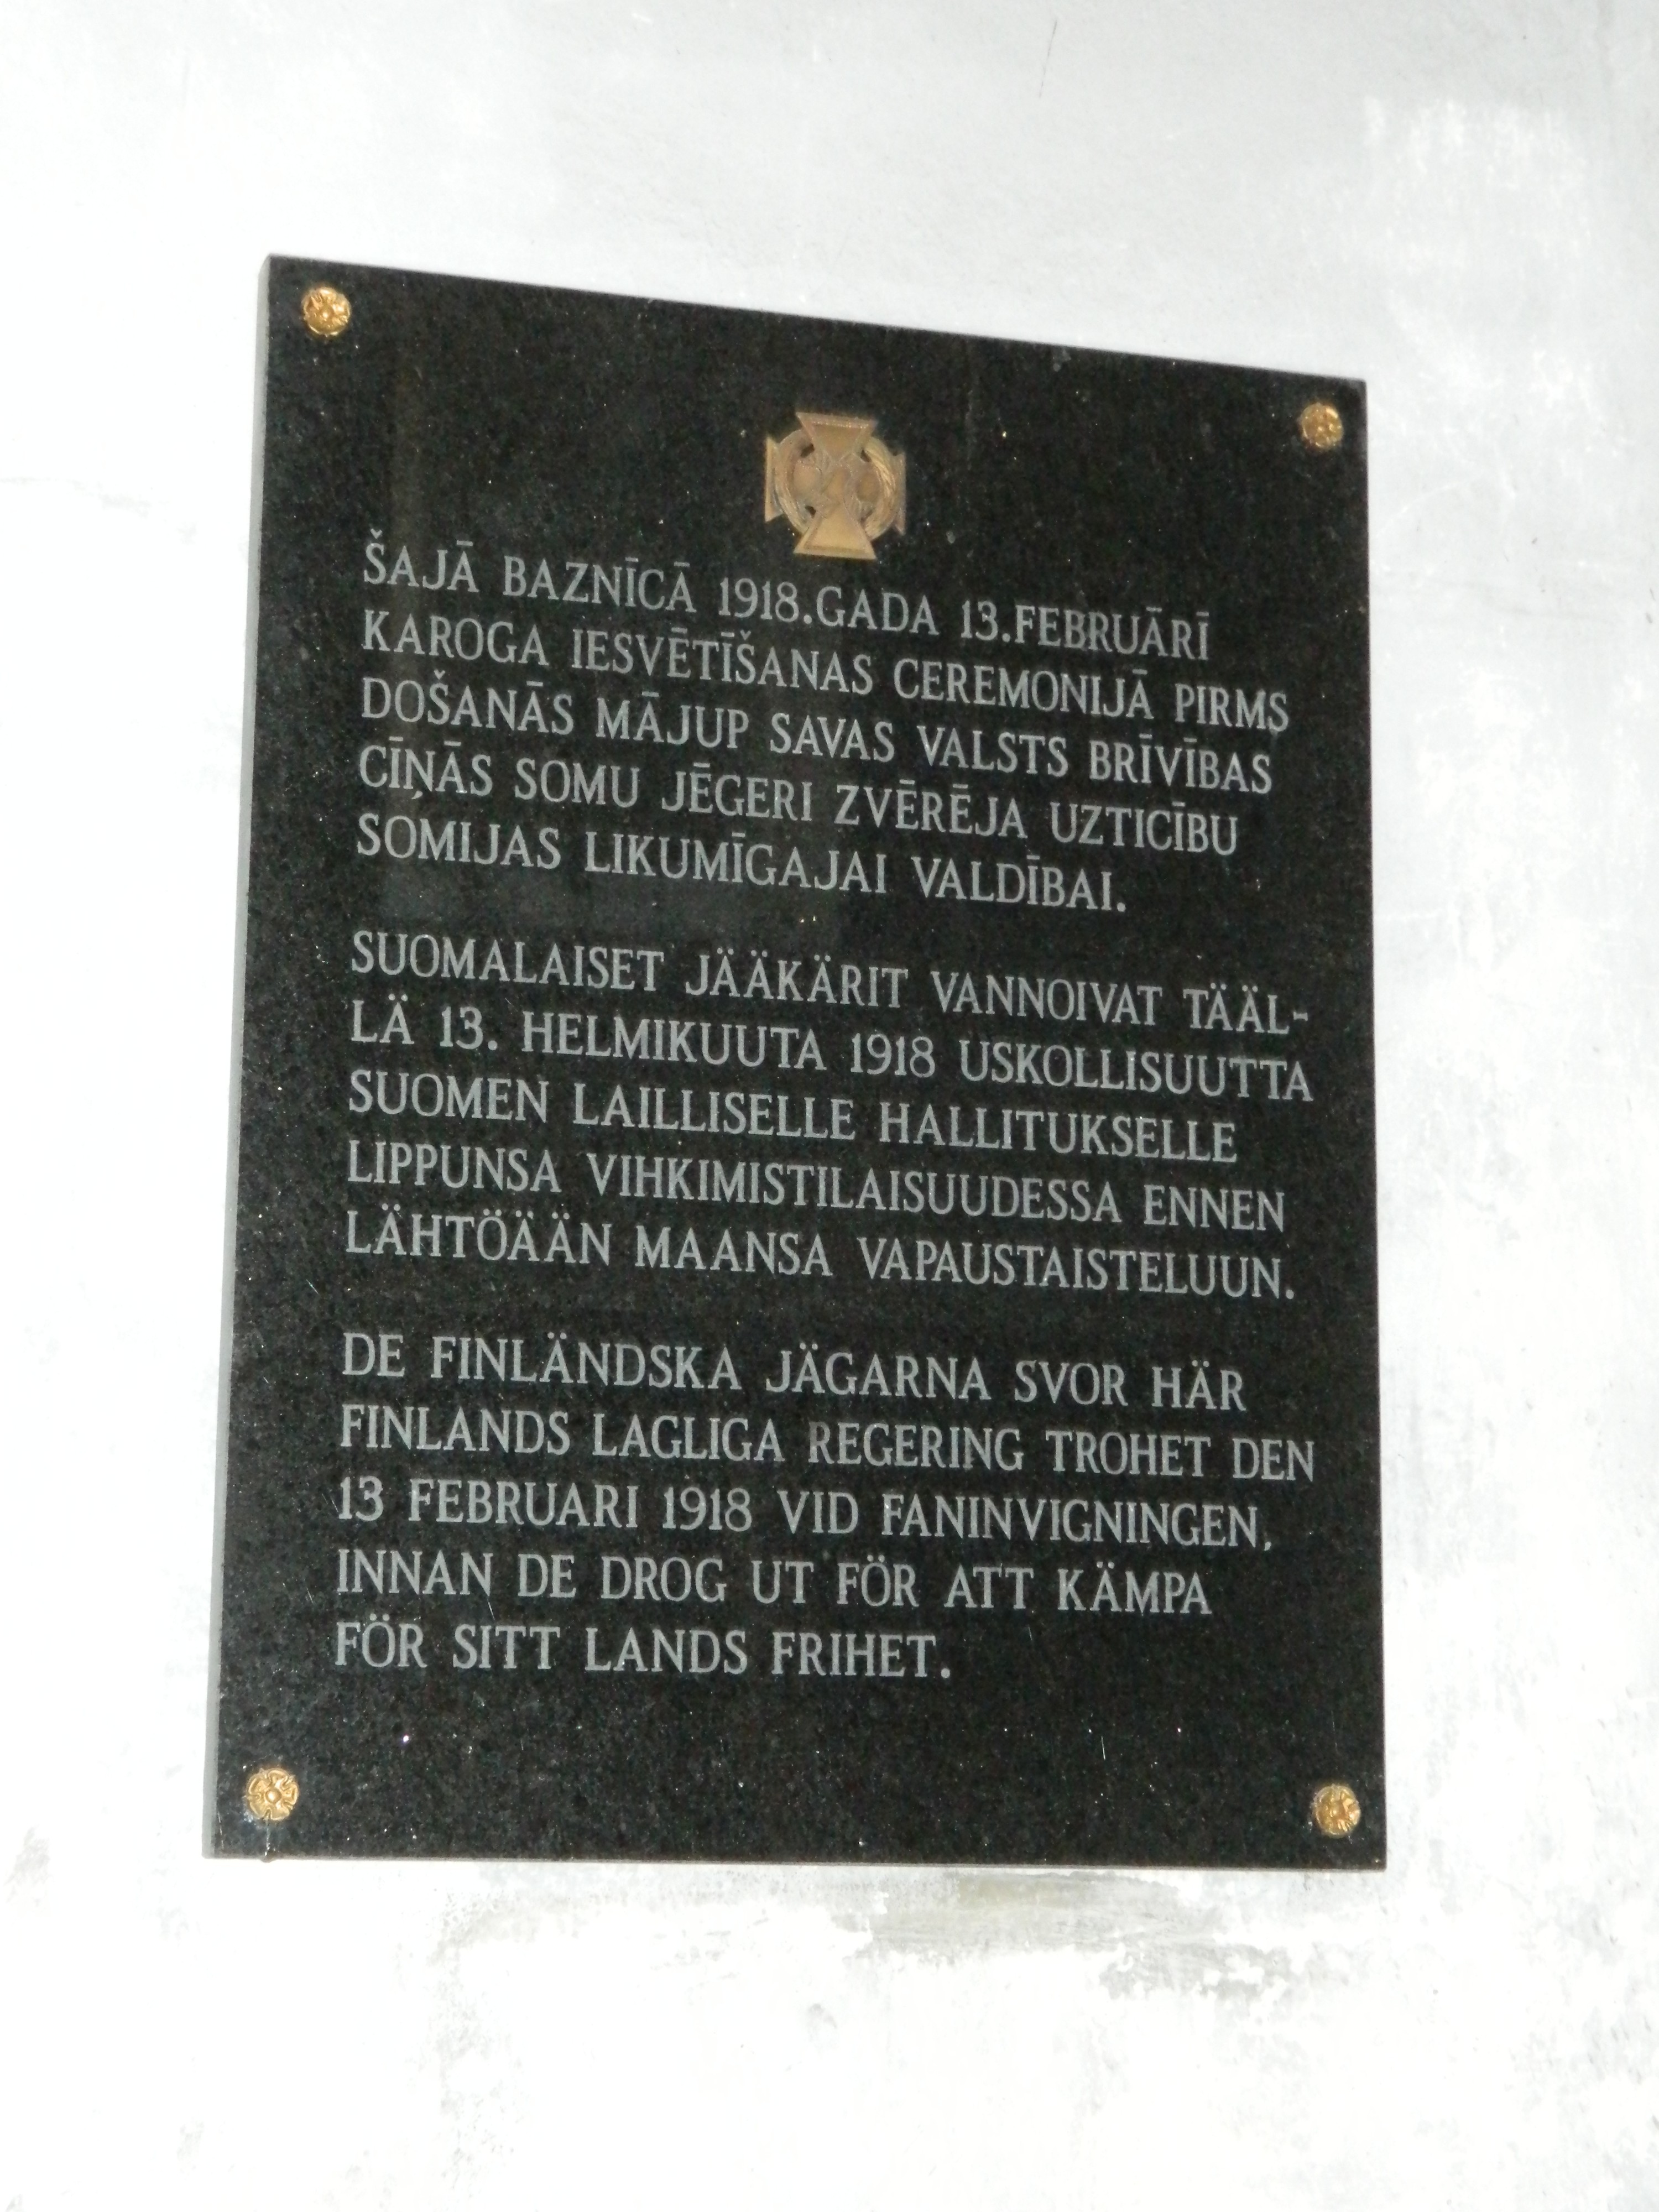 ŠAJĀ BAZNĪCĀ 1918.GADA 13.FEBRUĀRĪ
KAROGA IESVĒTĪŠANAS CEREMONIJĀ PIRMS
DOŠANĀS MĀJUP SAVAS VALSTS BRĪVĪBAS
CĪŅĀS SOMU JĒGERI ZVĒRĒJA UZTICĪBU
SOMIJAS LIKUMĪGAJAI VALDĪBAI.
SUOMALAISET JÄÄKÄRIT VANNOIVAT TÄÄL-
LÄ 13. HELMIKUUTA 1918 USKOLLISUUTTA
SUOMEN LAILLISELLE HALLITUKSELLE
LIPPUNSA VIHKIMISTILAISUUDESSA ENNEN
LÄHTÖÄÄN MAANSA VAPAUSTAISTELUUN.
DE FINLÄNDSKA JÄGARNA SVOR HÄR
FINLANDS LAGLIGA REGERING TROHET DEN
13 FEBRUARI 1918 VID FANINVIGNINGEN,
INNAN DE DROG UT FÖR ATT KÄMPA
FÖR SITT LANDS FRIHET.